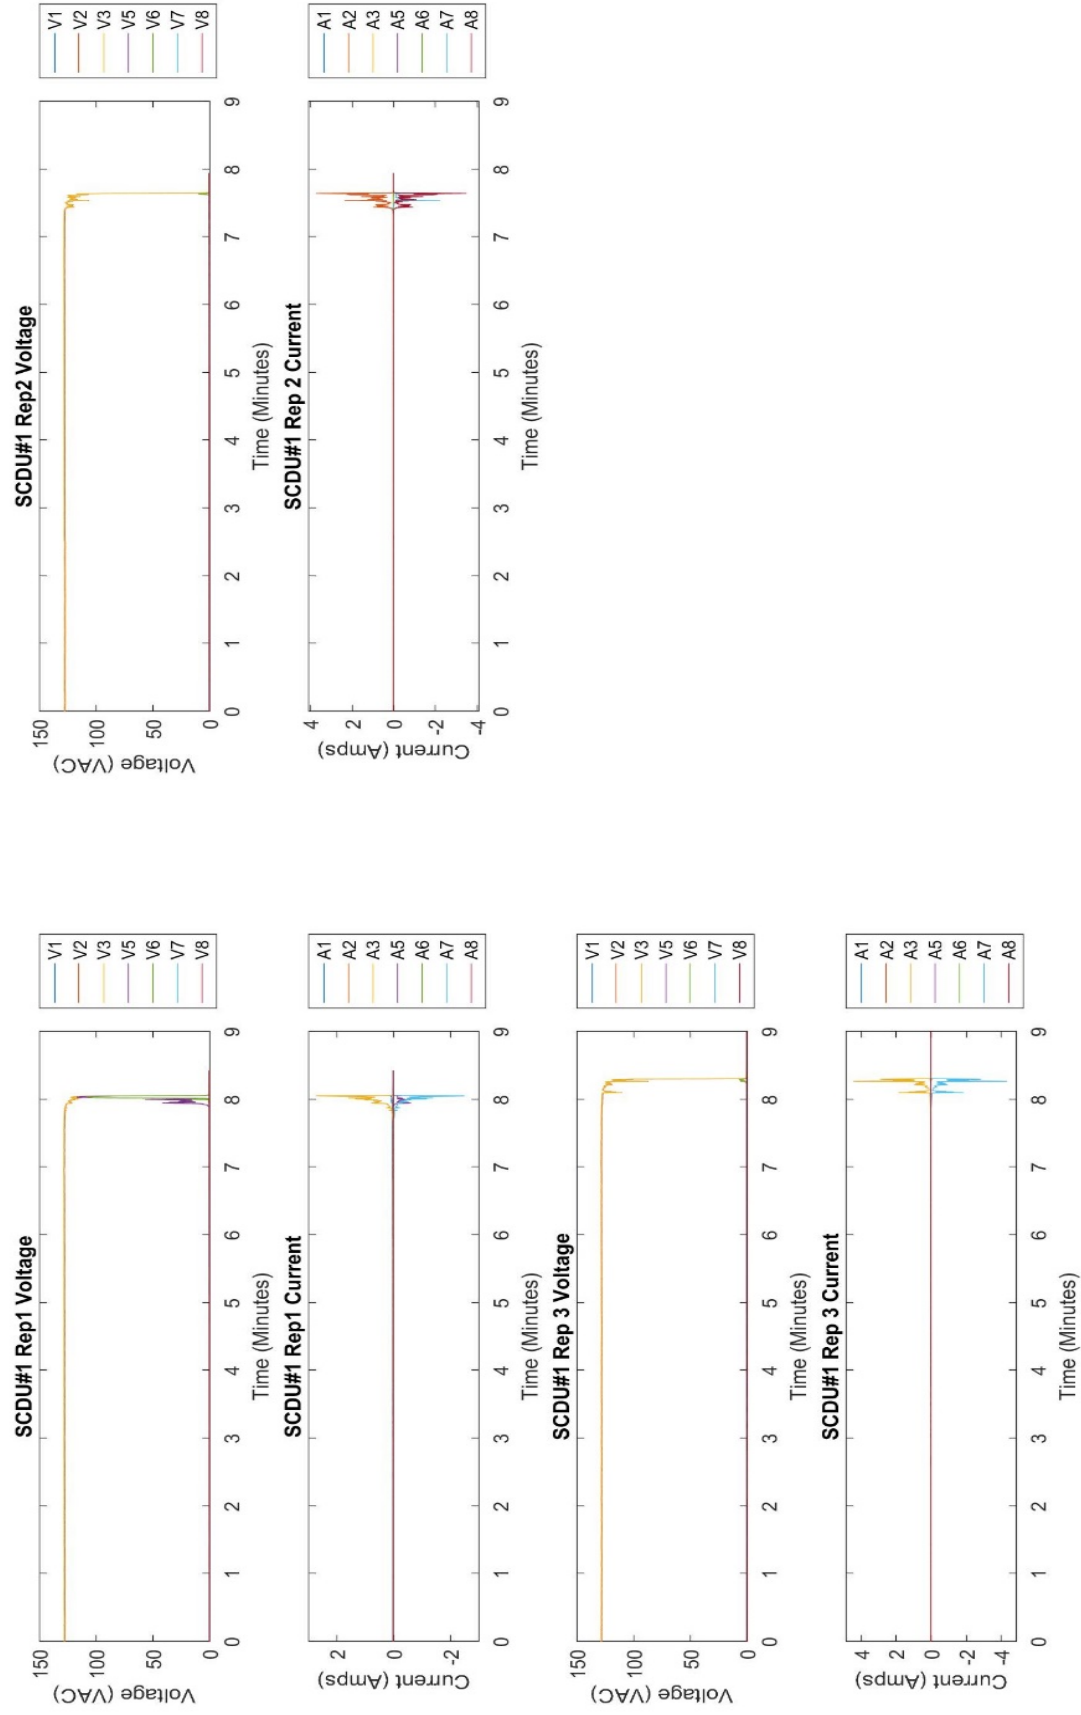 SCDU#1 Rep1 Voltage
150
100
50
0
Voltage (VAC)
0 1 2 3 4 5 6 7 8 9
Time (Minutes)
V1
V2
V3
V5
V6
V7
V8
SCDU#1 Rep1 Current
2
0
-2
Current (Amps)
0 1 2 3 4 5 6 7 8 9
Time (Minutes)
A1
A2
A3
A5
A6
A7
A8
SCDU#1 Rep 3 Voltage
150
100
50
0
Voltage (VAC)
0 1 2 3 4 5 6 7 8 9
Time (Minutes)
V1
V2
V3
V5
V6
V7
V8
SCDU#1 Rep 3 Current
4
2
0
-2
-4
Current (Amps)
0 1 2 3 4 5 6 7 8 9
Time (Minutes)
A1
A2
A3
A5
A6
A7
A8
SCDU#1 Rep2 Voltage
150
100
50
0
Voltage (VAC)
0 1 2 3 4 5 6 7 8 9
Time (Minutes)
V1
V2
V3
V5
V6
V7
V8
SCDU#1 Rep 2 Current
4
2
0
-2
-4
Current (Amps)
0 1 2 3 4 5 6 7 8 9
Time (Minutes)
A1
A2
A3
A5
A6
A7
A8